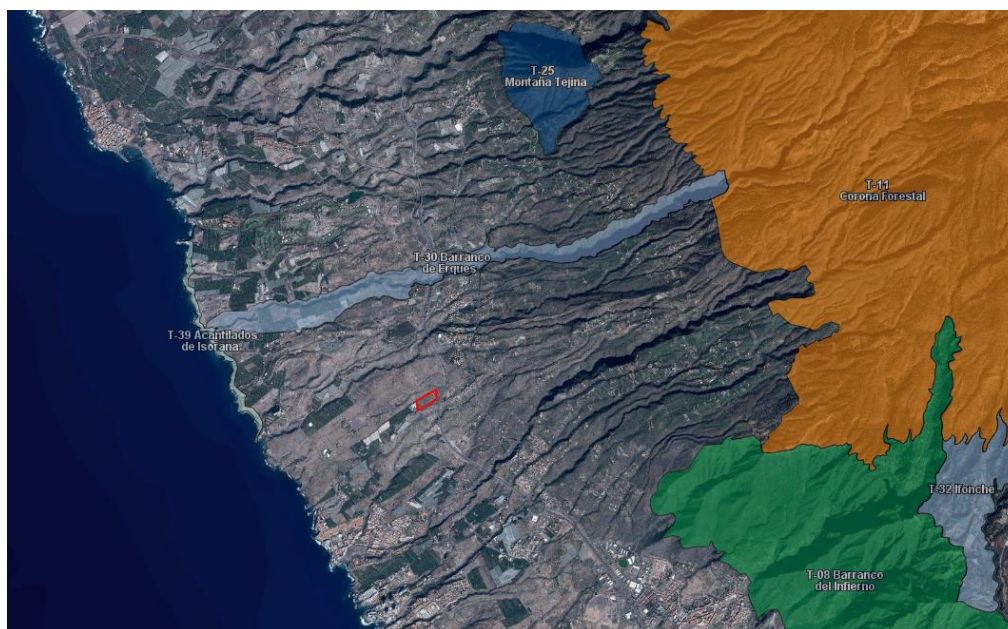 T-25
Montaña Tejina
T-11
Corona Forestal
T-30 Barranco
de Erques
T-39 Acantilados
de Isorana
T-32 Ifonche
T-08 Barranco
del Infierno